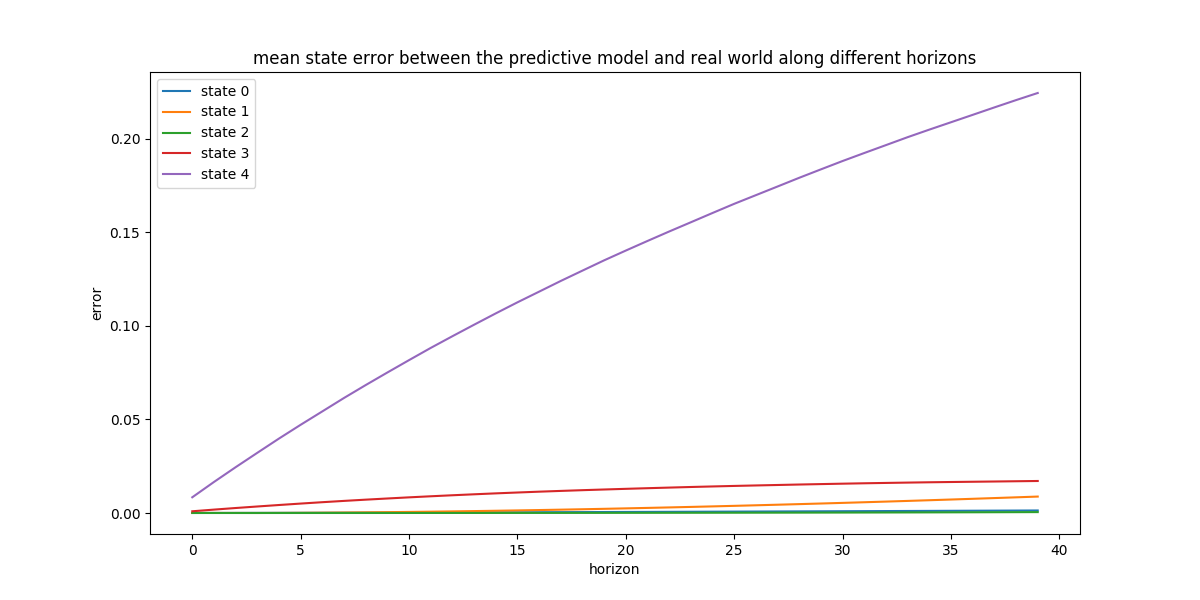 mean state error between the predictive model and real world along different horizons
state 0
state 1
state 2
state 3
state 4
error
0.20
0.15
0.10
0.05
0.00
0 5 10 15 20 25 30 35 40
horizon